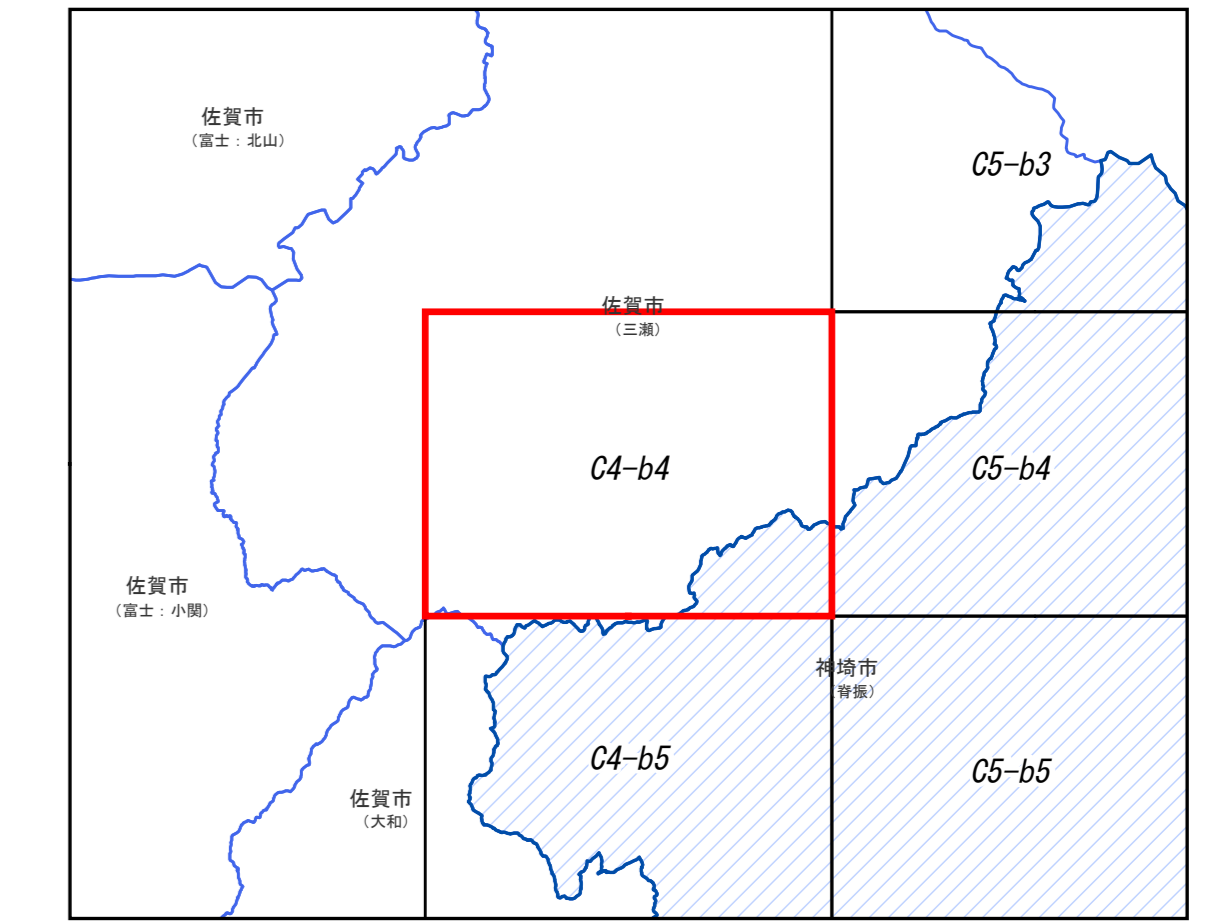 佐賀市
（富士：北山）
C5-b3
佐賀市
（三瀬）
C4-b4
C5-b4
佐賀市
（富士：小関）
神埼市
（脊振）
C4-b5
C5-b5
佐賀市
（大和）